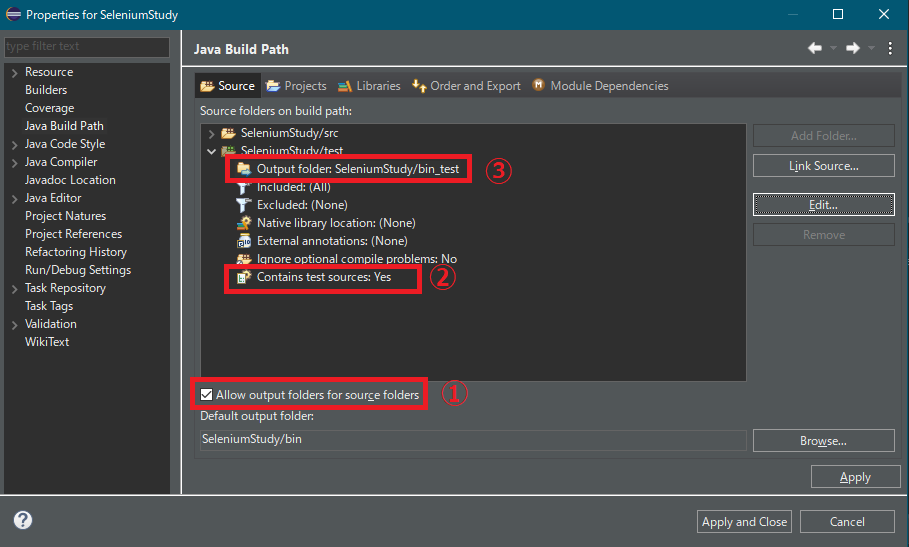 Properties for SeleniumStudy
type filter text
Resource
Builders
Coverage
Java Build Path
Java Code Style
Java Compiler
Javadoc Location
Java Editor
Project Natures
Project References
Refactoring History
Run/Debug Settings
Task Repository
Task Tags
Validation
WikiText
Java Build Path
Source
Projects
Libraries
Order and Export
Module Dependencies
Source folders on build path:
SeleniumStudy/src
SeleniumStudy/test
Output folder: SeleniumStudy/bin_test ③
Included: (All)
Excluded: (None)
Native library location: (None)
External annotations: (None)
Ignore optional compile problems: No
Contains test sources: Yes ②
Add Folder...
Link Source...
Edit...
Remove
Allow output folders for source folders ①
Default output folder:
SeleniumStudy/bin
Browse...
Apply
Apply and Close
Cancel